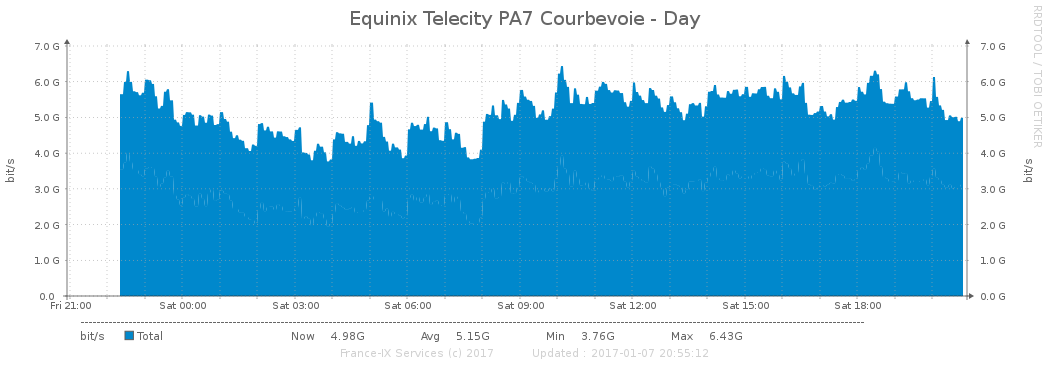 Equinix Telecity PA7 Courbevoie - Day
RRDTOOL / TOBI OETIKER
7.0 G 7.0 G
6.0 G 6.0 G
5.0 G 5.0 G
4.0 G 4.0 G
bit/s bit/s
3.0 G 3.0 G
2.0 G 2.0 G
1.0 G 1.0 G
0.0 0.0 G
Fri 21:00 Sat 00:00 Sat 03:00 Sat 06:00 Sat 09:00 Sat 12:00 Sat 15:00 Sat 18:00
bit/s Total Now 4.98G Avg 5.15G Min 3.76G Max 6.43G
France-IX Services (c) 2017 Updated : 2017-01-07 20:55:12